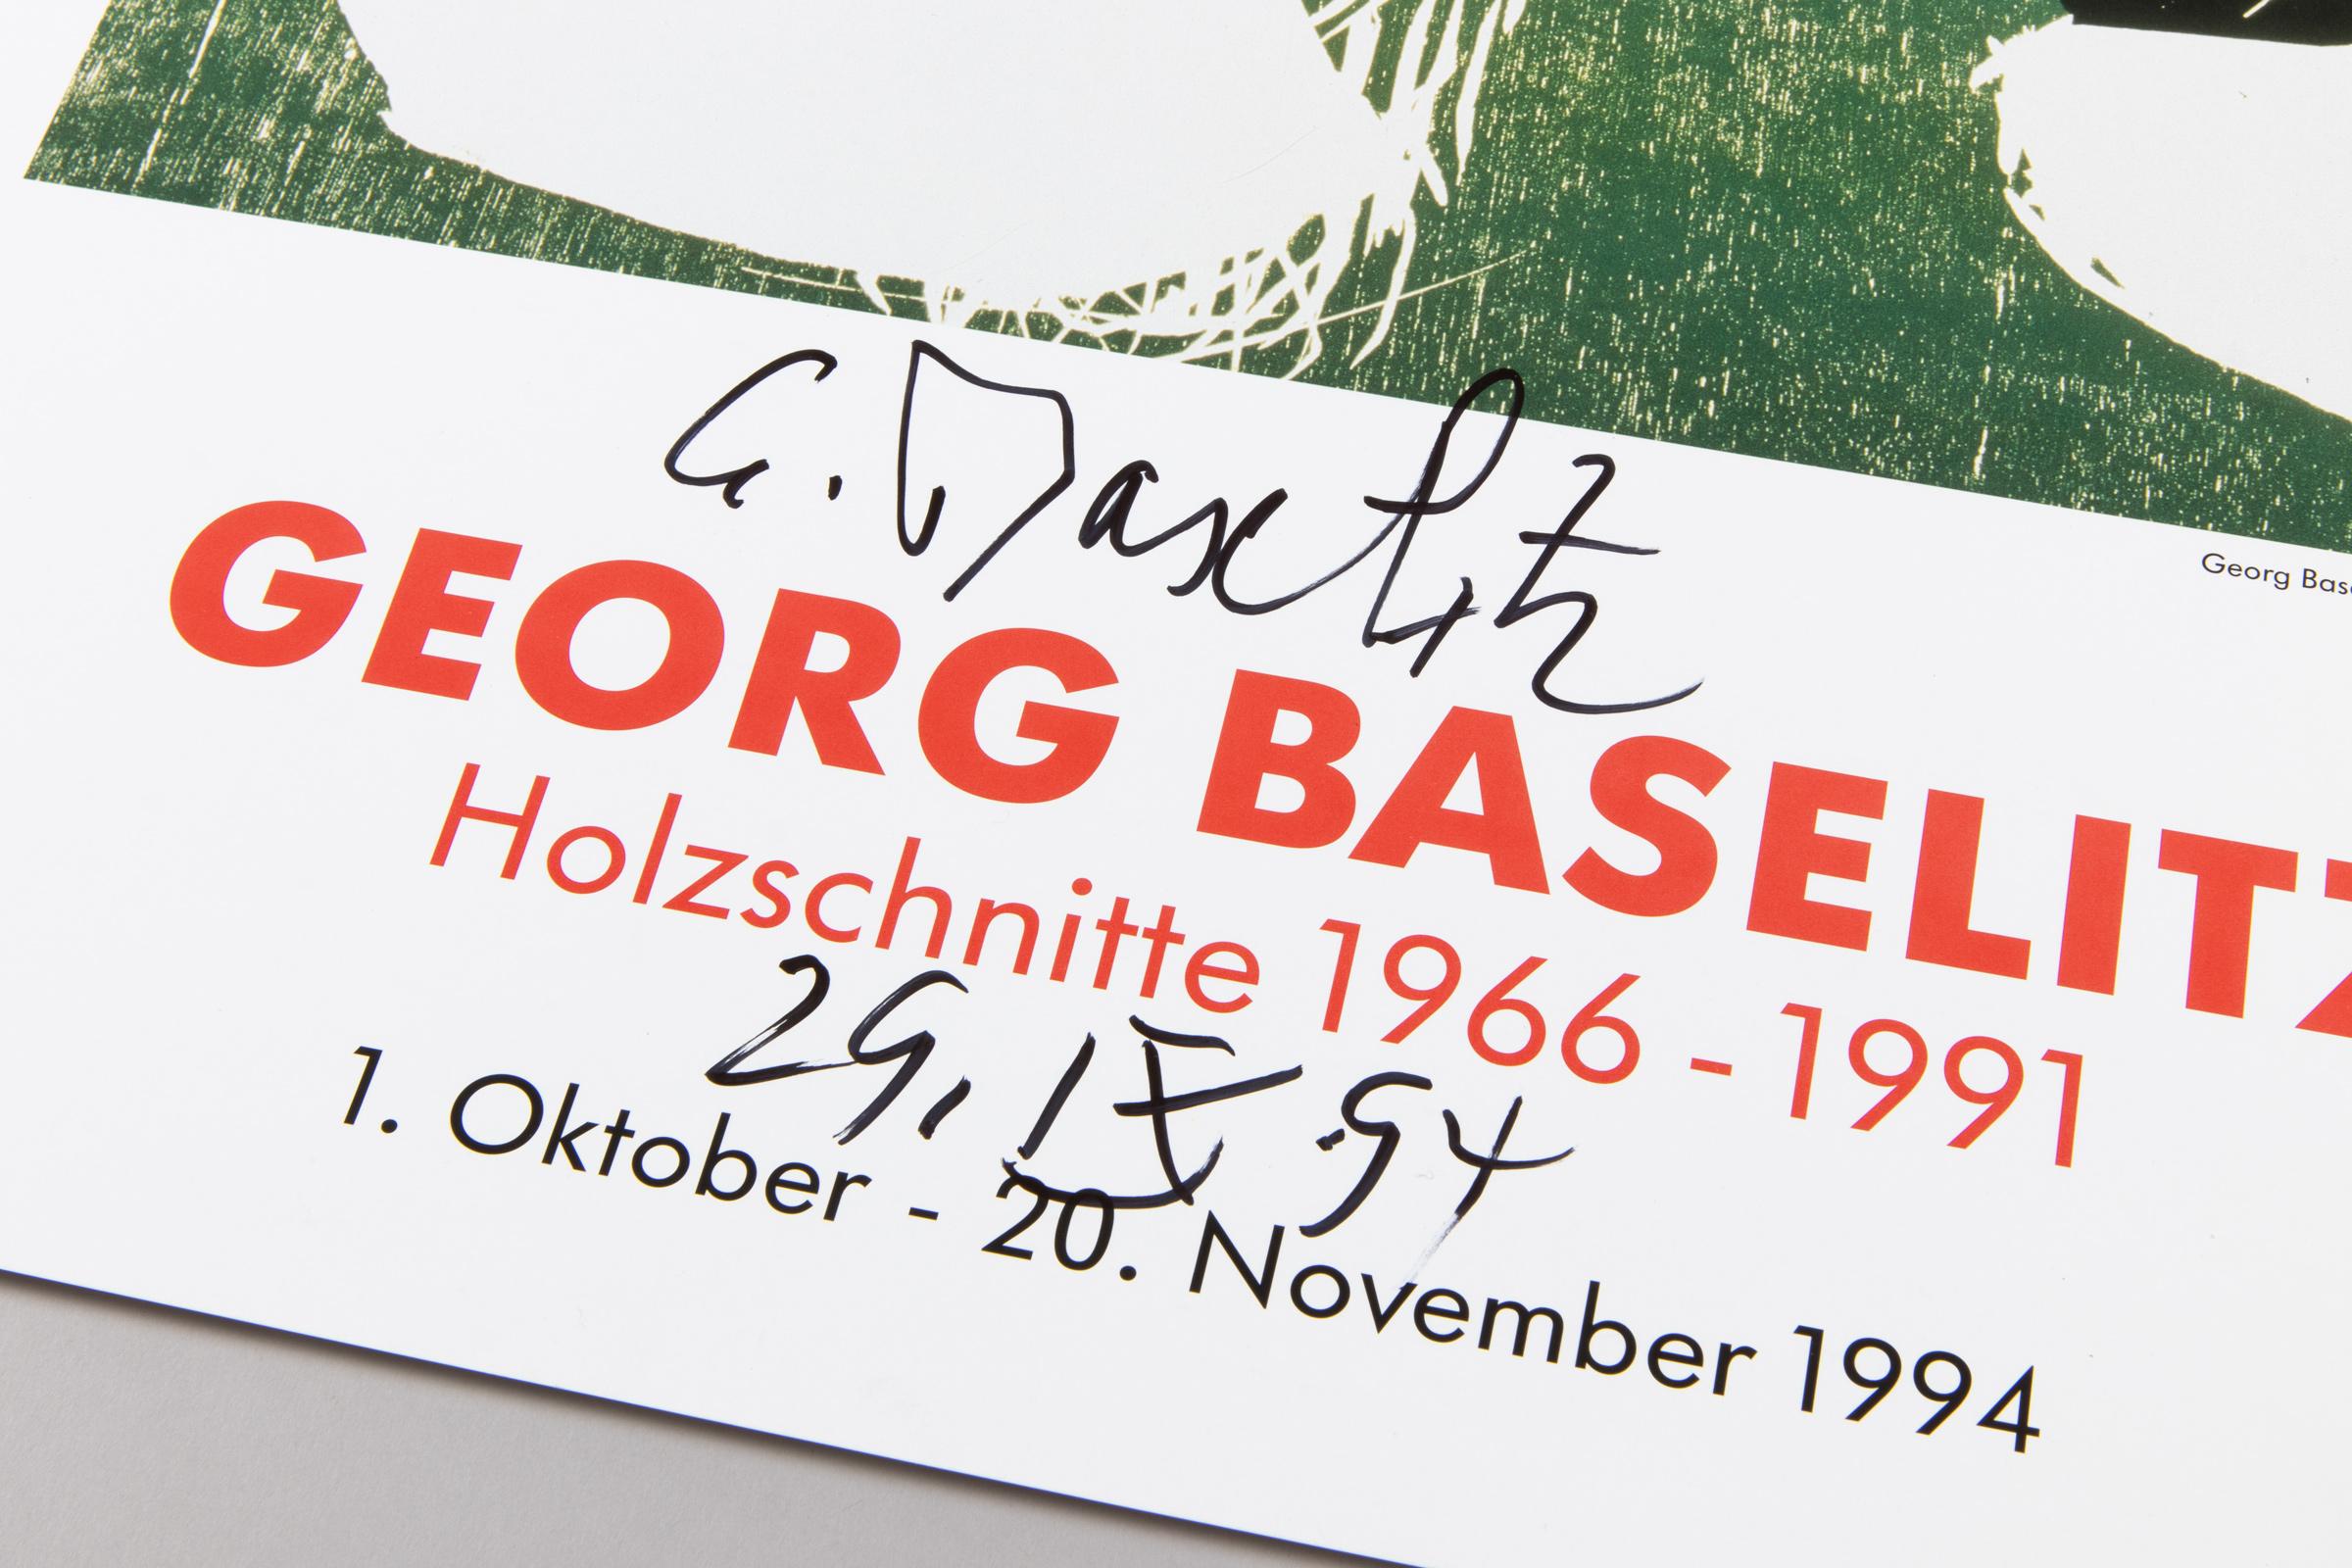 Georg Bas
G. Baselitz
GEORG BASELITZ
Holzschnitte 1966 - 1991
29. IX .94
1. Oktober - 20. November 1994